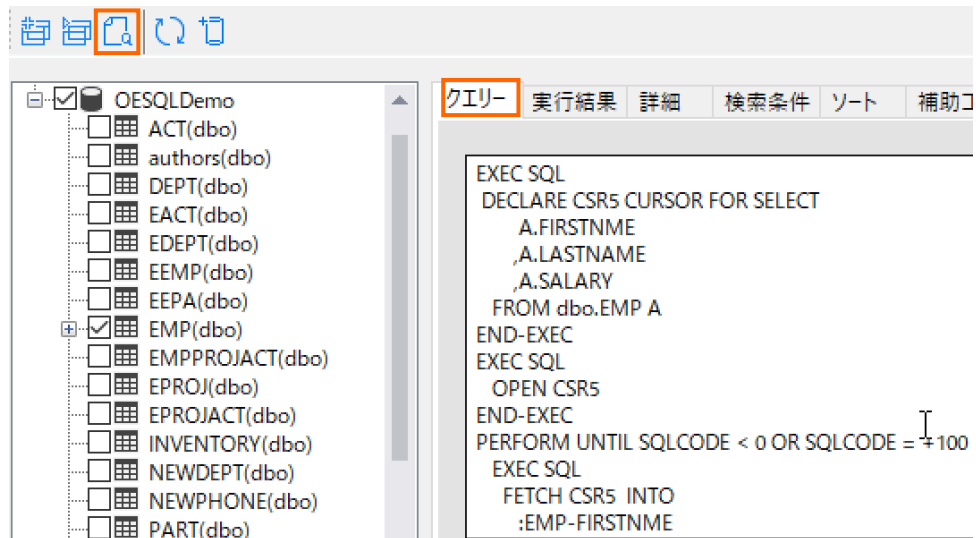 OESQLDemo
ACT(dbo)
authors(dbo)
DEPT(dbo)
EACT(dbo)
EDEPT(dbo)
EEMP(dbo)
EEPA(dbo)
EMP(dbo)
EMPPROJACT(dbo)
EPROJ(dbo)
EPROJACT(dbo)
INVENTORY(dbo)
NEWDEPT(dbo)
NEWPHONE(dbo)
PART(dbo)
クエリー 実行結果 詳細 検索条件 ソート 補助
EXEC SQL
DECLARE CSR5 CURSOR FOR SELECT
A.FIRSTNME
,A.LASTNAME
,A.SALARY
FROM dbo.EMP A
END-EXEC
EXEC SQL
OPEN CSR5
END-EXEC
PERFORM UNTIL SQLCODE < 0 OR SQLCODE = +100
EXEC SQL
FETCH CSR5 INTO
:EMP-FIRSTNME